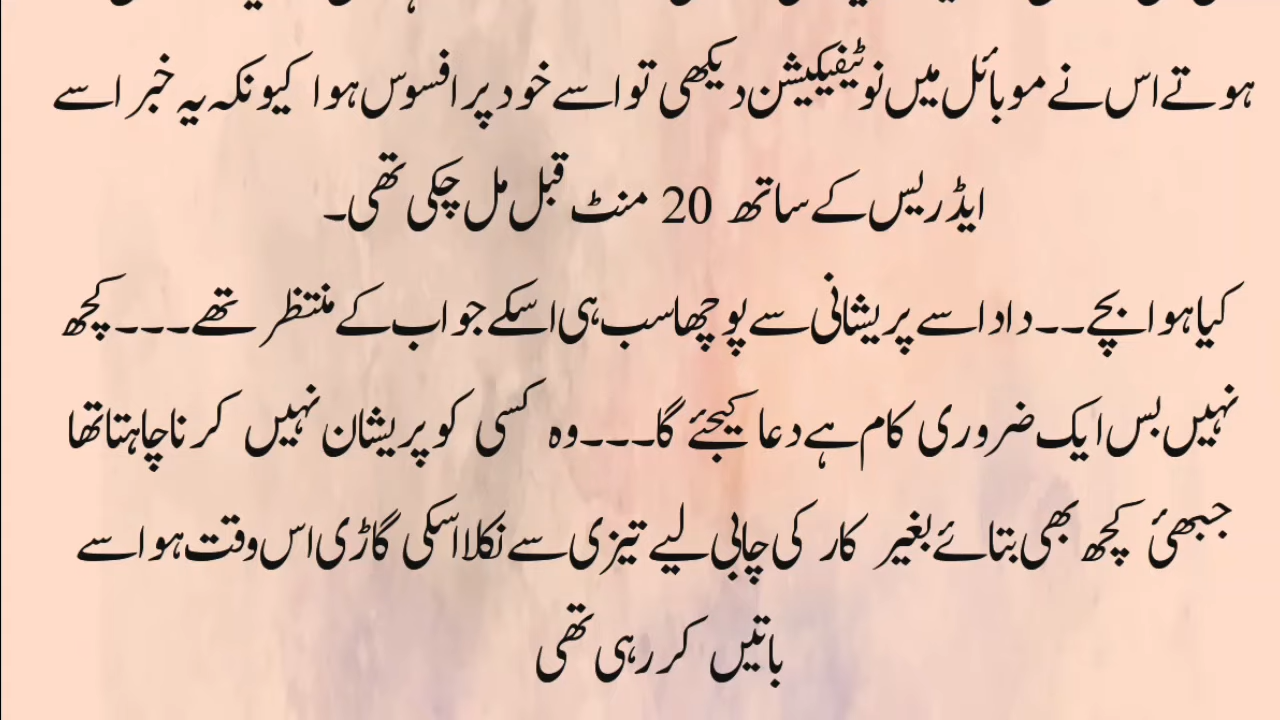 ہوتے اس نے موبائل میں نوٹیفیکیشن دیکھی تو اسے خود پر افسوس ہوا کیونکہ یہ خبر اسے
ایڈریس کے ساتھ 20 منٹ قبل مل چکی تھی۔
کیا ہوا بچے۔۔ دادا سے پریشانی سے پوچھا سب ہی اسکے جواب کے منتظر تھے۔۔۔ کچھ
نہیں بس ایک ضروری کام ہے دعا کیجئے گا۔۔۔ وہ کسی کو پریشان نہیں کرنا چاہتا تھا
جبھئ کچھ بھی بتائے بغیر کار کی چابی لیے تیزی سے نکلا اسکی گاڑی اس وقت ہوا سے
باتیں کر رہی تھی